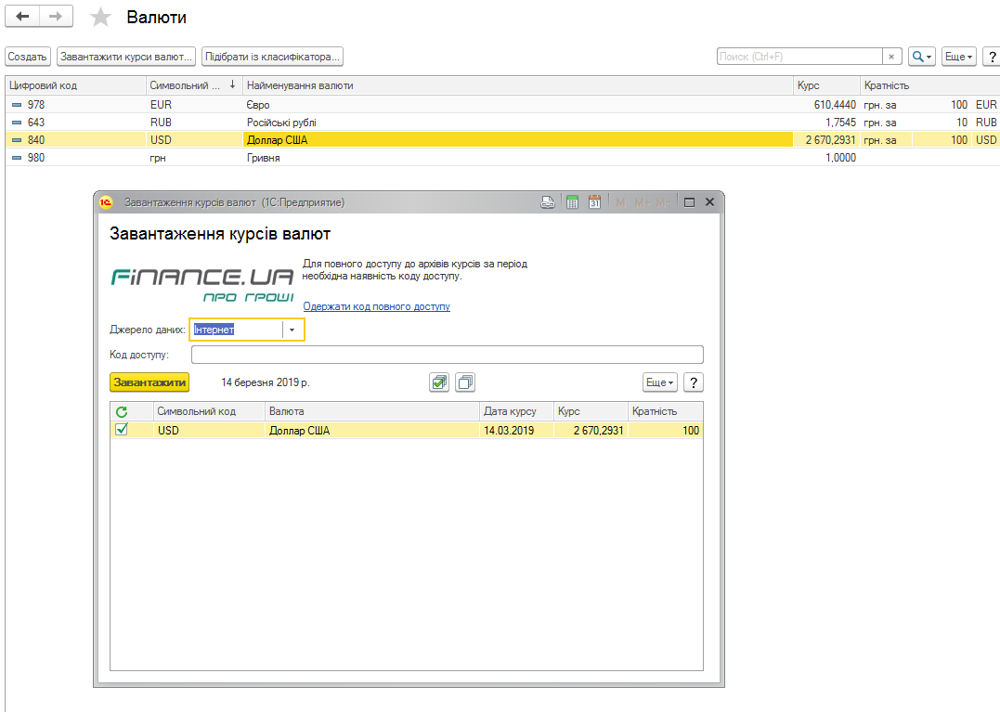 Валюти
Создать
Завантажити курси валют...
Підібрати із класифікатора...
Поиск (Ctrl+F)
×
Еще
?
Цифровий код
Символьний ...
↓
Найменування валюти
Курс
Кратність
978 EUR Євро 610,4440 грн. за 100 EUR
643 RUB Російські рублі 1,7545 грн. за 10 RUB
840 USD Доллар США 2 670,2931 грн. за 100 USD
980 грн Гривня 1,0000
1С Завантаження курсів валют (1С:Предприятие) 31 M M+ M-
Завантаження курсів валют
FINANCE.UA
ПРО ГРОШІ
Для повного доступу до архівів курсів за період
необхідна наявність коду доступу.
Одержати код повного доступу
Джерело даних: Інтернет
Код доступу:
Завантажити 14 березня 2019 р. Еще ?
Символьний код Валюта Дата курсу Курс Кратність
USD Доллар США 14.03.2019 2 670,2931 100